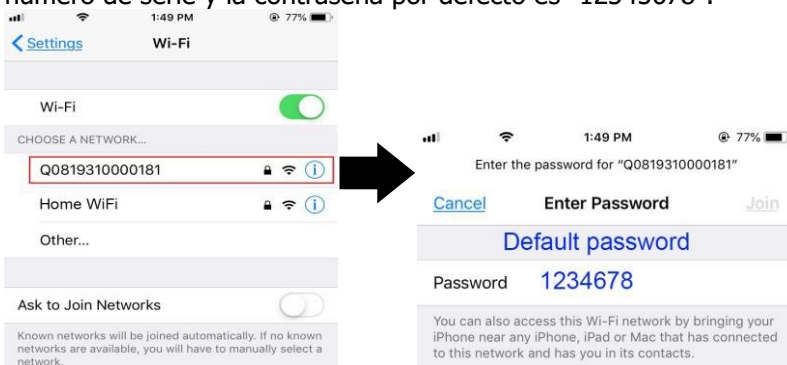 número de serie y la contraseña por defecto es "12345678".
1:49 PM 77%
Settings Wi-Fi
Wi-Fi
CHOOSE A NETWORK...
Q0819310000181
Home WiFi
Other...
Ask to Join Networks
Known networks will be joined automatically. If no known
networks are available, you will have to manually select a
network.
1:49 PM 77%
Enter the password for “Q0819310000181”
Cancel Enter Password Join
Default password
Password 1234678
You can also access this Wi-Fi network by bringing your
iPhone near any iPhone, iPad or Mac that has connected
to this network and has you in its contacts.